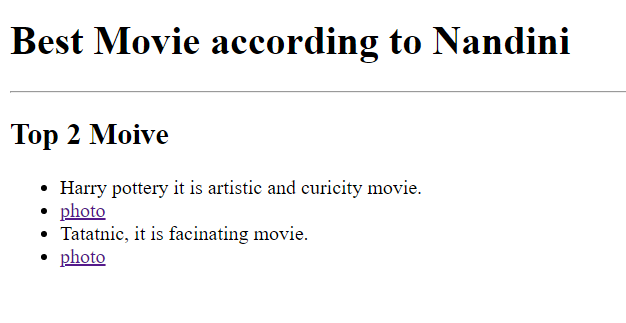 Best Movie according to Nandini
Top 2 Moive
Harry pottery it is artistic and curicity movie.
photo
Tatatnic, it is facinating movie.
photo